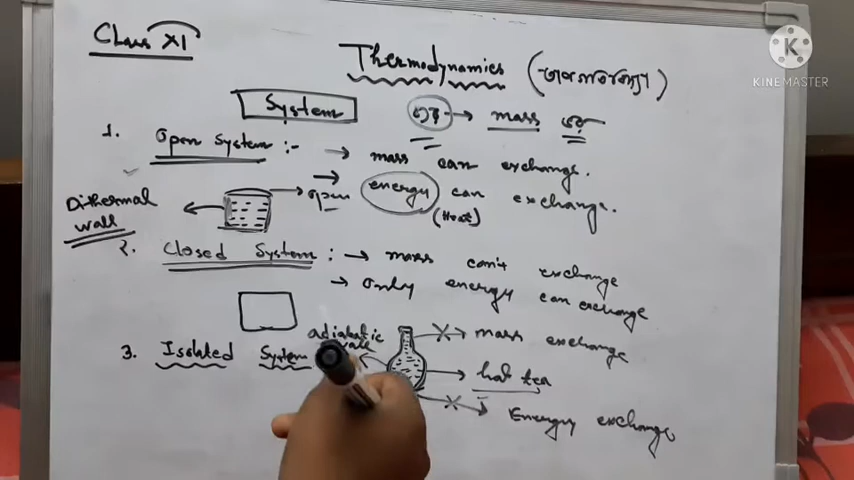 Class XI
Thermodynamics
KINEMASTER
System
→ mass
1. Open System :- → mass can exchange.
→ open energy can exchange.
(Heat)
Diathermal wall
2. Closed System : → mass can't exchange
→ only energy can exchange
adiabatic
mass exchange
3. Isolated System
hot tea
Energy exchange